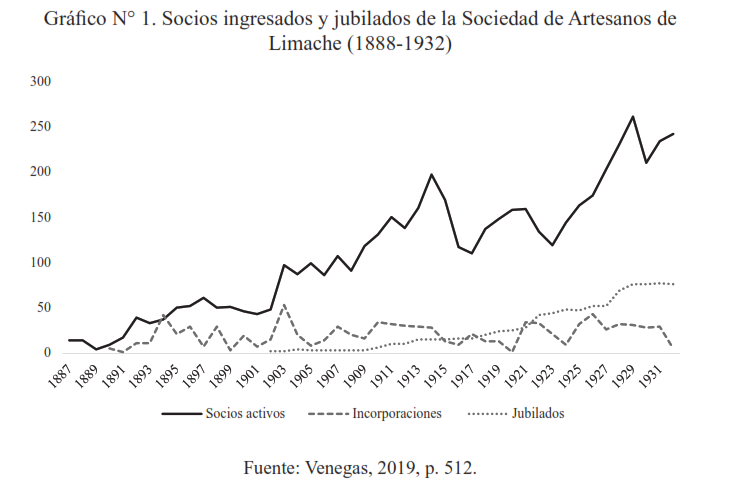 Gráfico N° 1. Socios ingresados y jubilados de la Sociedad de Artesanos de
Limache (1888-1932)
300
250
200
150
100
50
0
1887 1889 1891 1893 1895 1897 1899 1901 1903 1905 1907 1909 1911 1913 1915 1917 1919 1921 1923 1925 1927 1929 1931
Socios activos Incorporaciones Jubilados
Fuente: Venegas, 2019, p. 512.